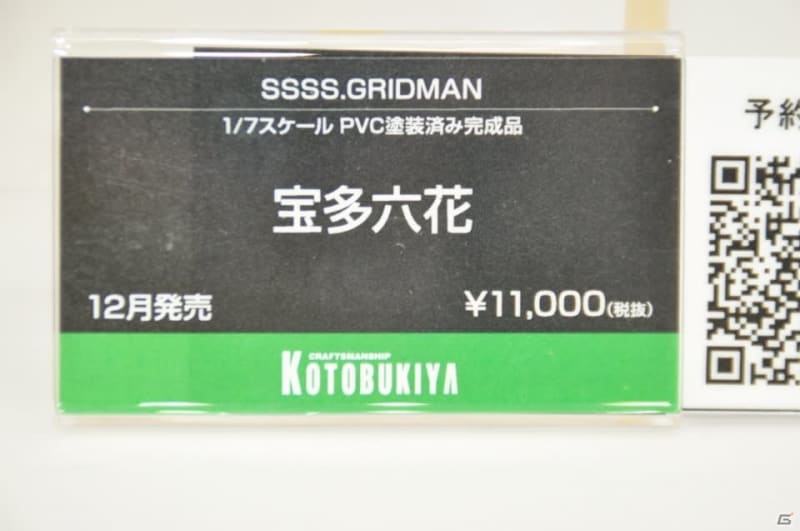 SSSS.GRIDMAN
1/7スケール PVC塗装済み完成品
宝多六花
12月発売
¥11,000(税抜)
CRAFTSMANSHIP
KOTOBUKIYA
予約